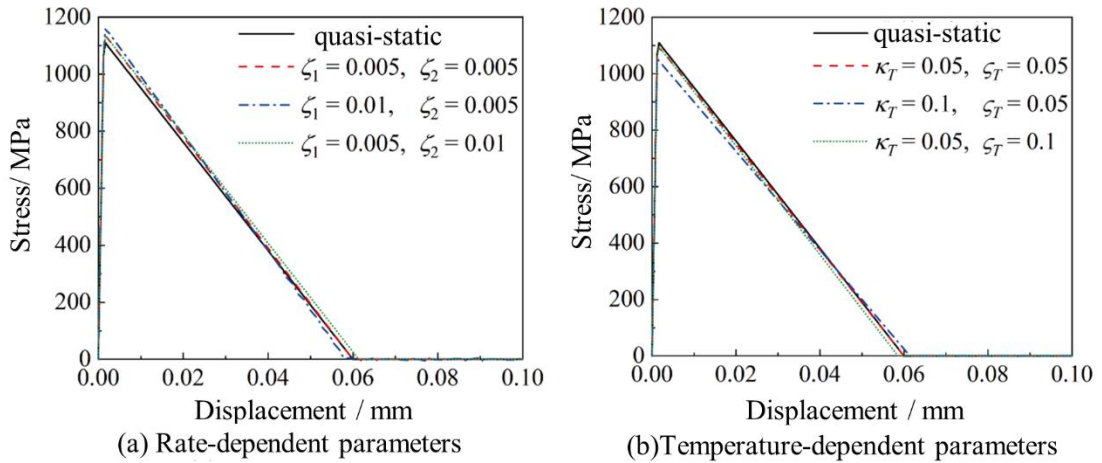 1200
1000
800
600
400
200
0
Stress/ MPa
quasi-static
ζ1 = 0.005, ζ2 = 0.005
ζ1 = 0.01, ζ2 = 0.005
ζ1 = 0.005, ζ2 = 0.01
0.00 0.02 0.04 0.06 0.08 0.10
Displacement / mm
(a) Rate-dependent parameters
1200
1000
800
600
400
200
0
Stress/ MPa
quasi-static
κT = 0.05, ςT = 0.05
κT = 0.1, ςT = 0.05
κT = 0.05, ςT = 0.1
0.00 0.02 0.04 0.06 0.08 0.10
Displacement / mm
(b)Temperature-dependent parameters